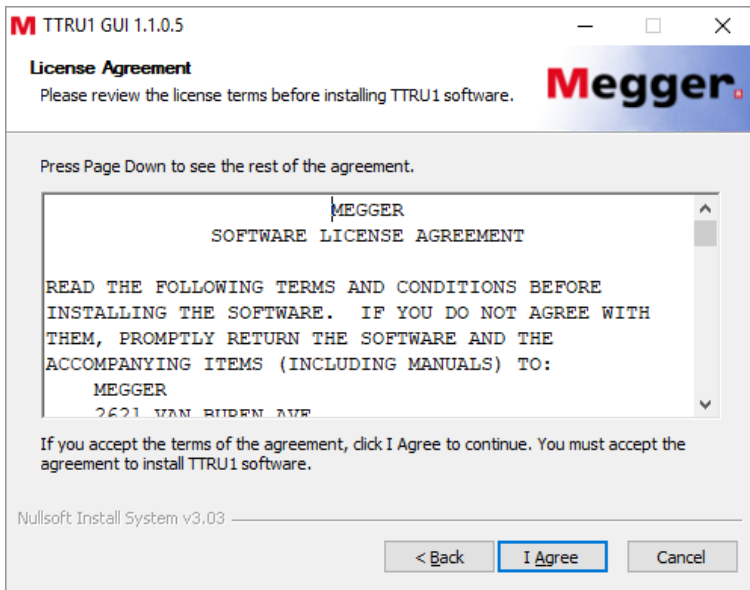 TTRU1 GUI 1.1.0.5
License Agreement
Please review the license terms before installing TTRU1 software.
Megger.
Press Page Down to see the rest of the agreement.
MEGGER
SOFTWARE LICENSE AGREEMENT
READ THE FOLLOWING TERMS AND CONDITIONS BEFORE
INSTALLING THE SOFTWARE.  IF YOU DO NOT AGREE WITH
THEM, PROMPTLY RETURN THE SOFTWARE AND THE
ACCOMPANYING ITEMS (INCLUDING MANUALS) TO:
MEGGER
2621 VAN BUREN AVE
If you accept the terms of the agreement, click I Agree to continue. You must accept the
agreement to install TTRU1 software.
Nullsoft Install System v3.03
< Back
I Agree
Cancel